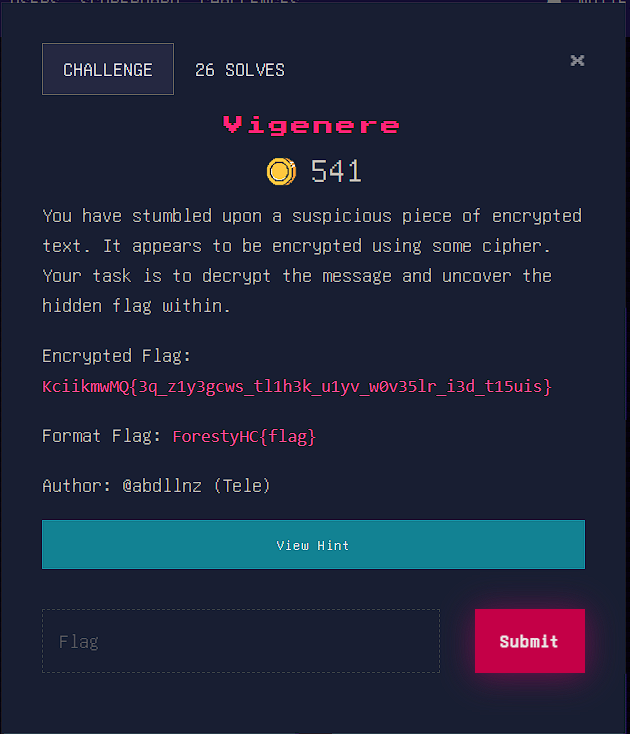 CHALLENGE
26 SOLVES
×
Vigenere
541
You have stumbled upon a suspicious piece of encrypted
text. It appears to be encrypted using some cipher.
Your task is to decrypt the message and uncover the
hidden flag within.
Encrypted Flag:
KciikmwMQ{3q_z1y3gcws_tl1h3k_u1yv_w0v35lr_i3d_t15uis}
Format Flag: ForestyHC{flag}
Author: @abdllnz (Tele)
View Hint
Flag
Submit